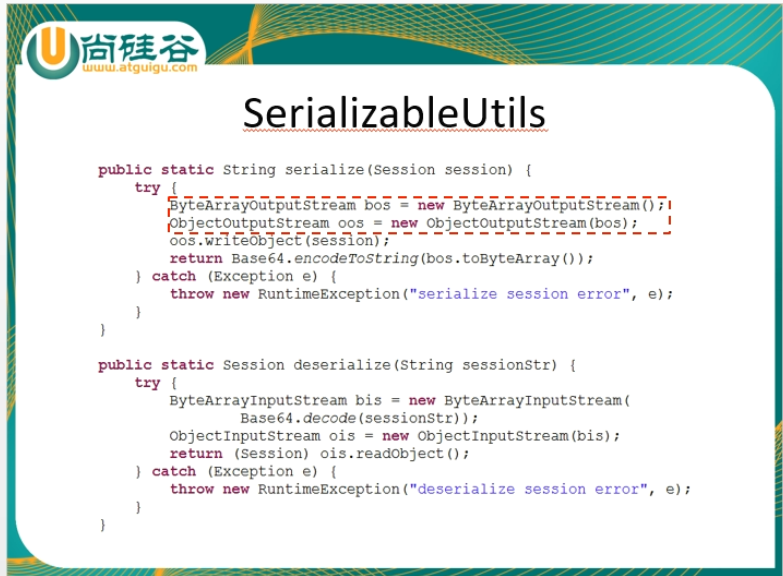 U尚硅谷
www.atguigu.com
SerializableUtils
public static String serialize(Session session) {
try {
ByteArrayOutputStream bos = new ByteArrayOutputStream();
ObjectOutputStream oos = new ObjectOutputStream(bos);
oos.writeObject(session);
return Base64.encodeToString(bos.toByteArray());
} catch (Exception e) {
throw new RuntimeException("serialize session error", e);
}
}
public static Session deserialize(String sessionStr) {
try {
ByteArrayInputStream bis = new ByteArrayInputStream(
Base64.decode(sessionStr));
ObjectInputStream ois = new ObjectInputStream(bis);
return (Session) ois.readObject();
} catch (Exception e) {
throw new RuntimeException("deserialize session error", e);
}
}